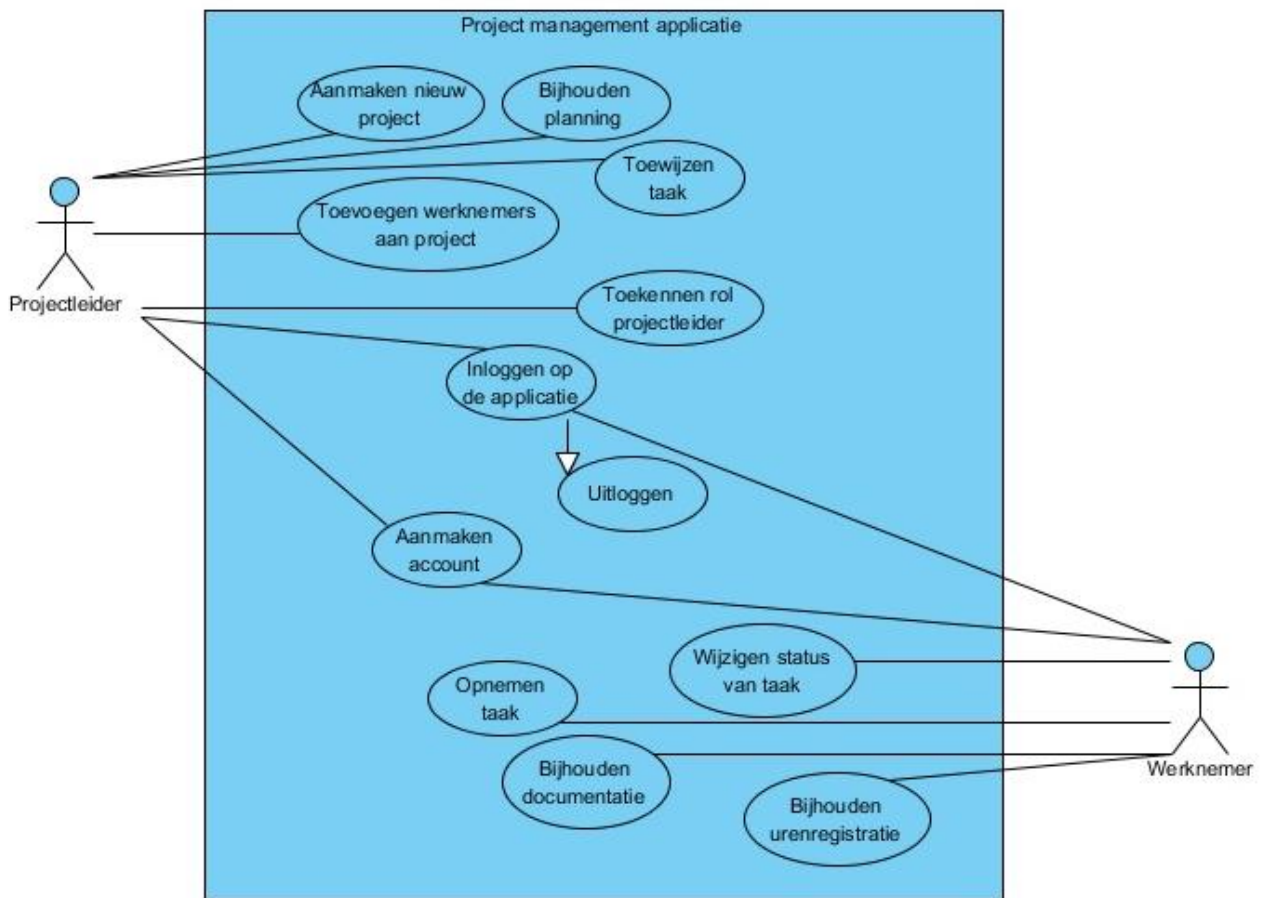 Project management applicatie
Aanmaken nieuw
project
Bijhouden
planning
Toewijzen
taak
Toevoegen werknemers
aan project
Projectleider
Toekennen rol
projectleider
Inloggen op
de applicatie
Uitloggen
Aanmaken
account
Wijzigen status
van taak
Opnemen
taak
Werknemer
Bijhouden
documentatie
Bijhouden
urenregistratie